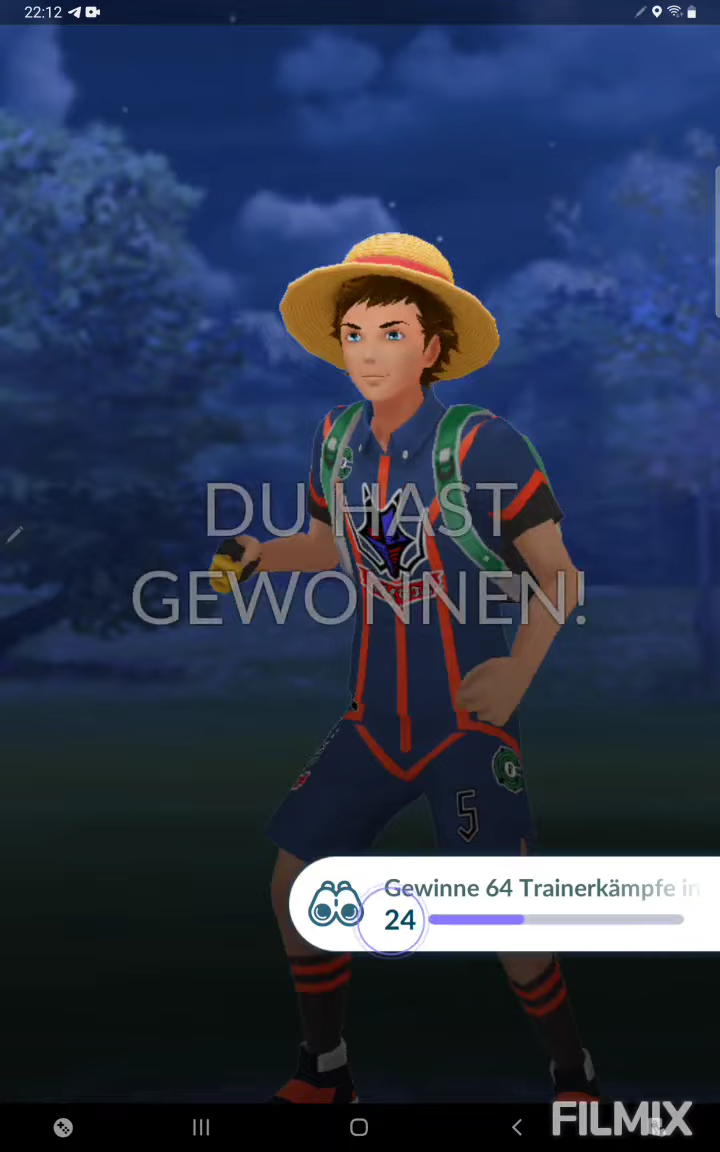 22:12
DU HAST
GEWONNEN!
5
Gewinne 64 Trainerkämpfe in
24
FILMIX